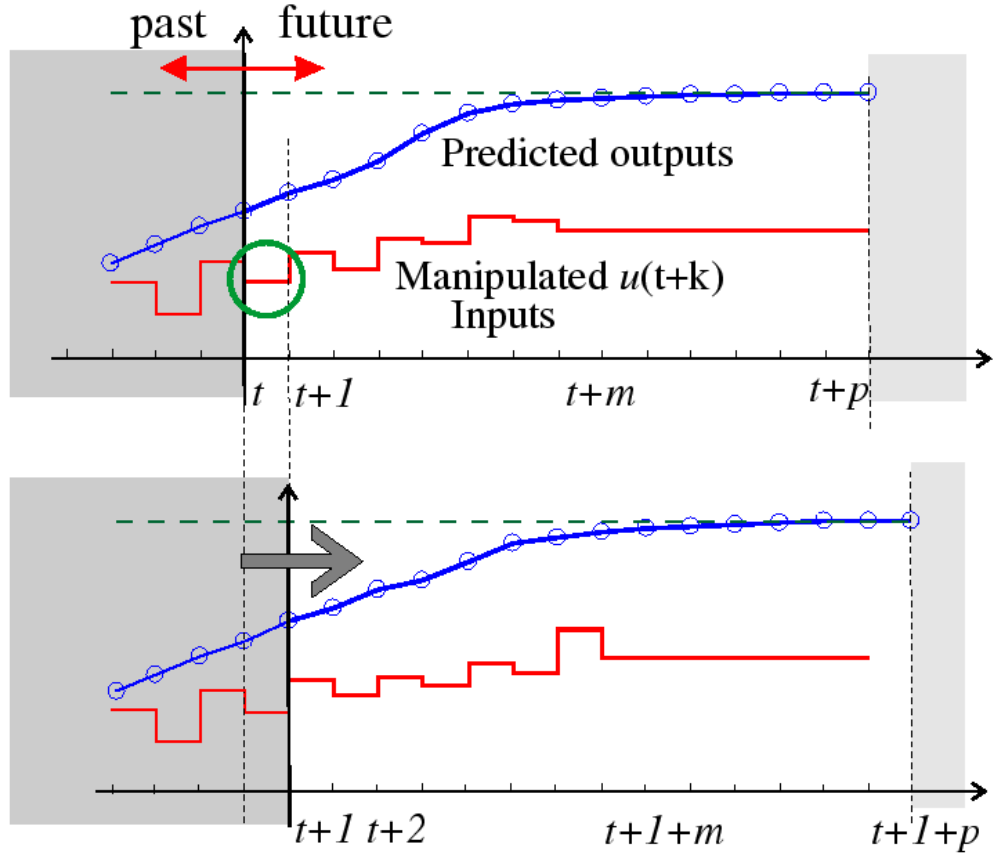 past future
Predicted outputs
Manipulated u(t+k)
Inputs
t t+1 t+m t+p
t+1 t+2 t+1+m t+1+p